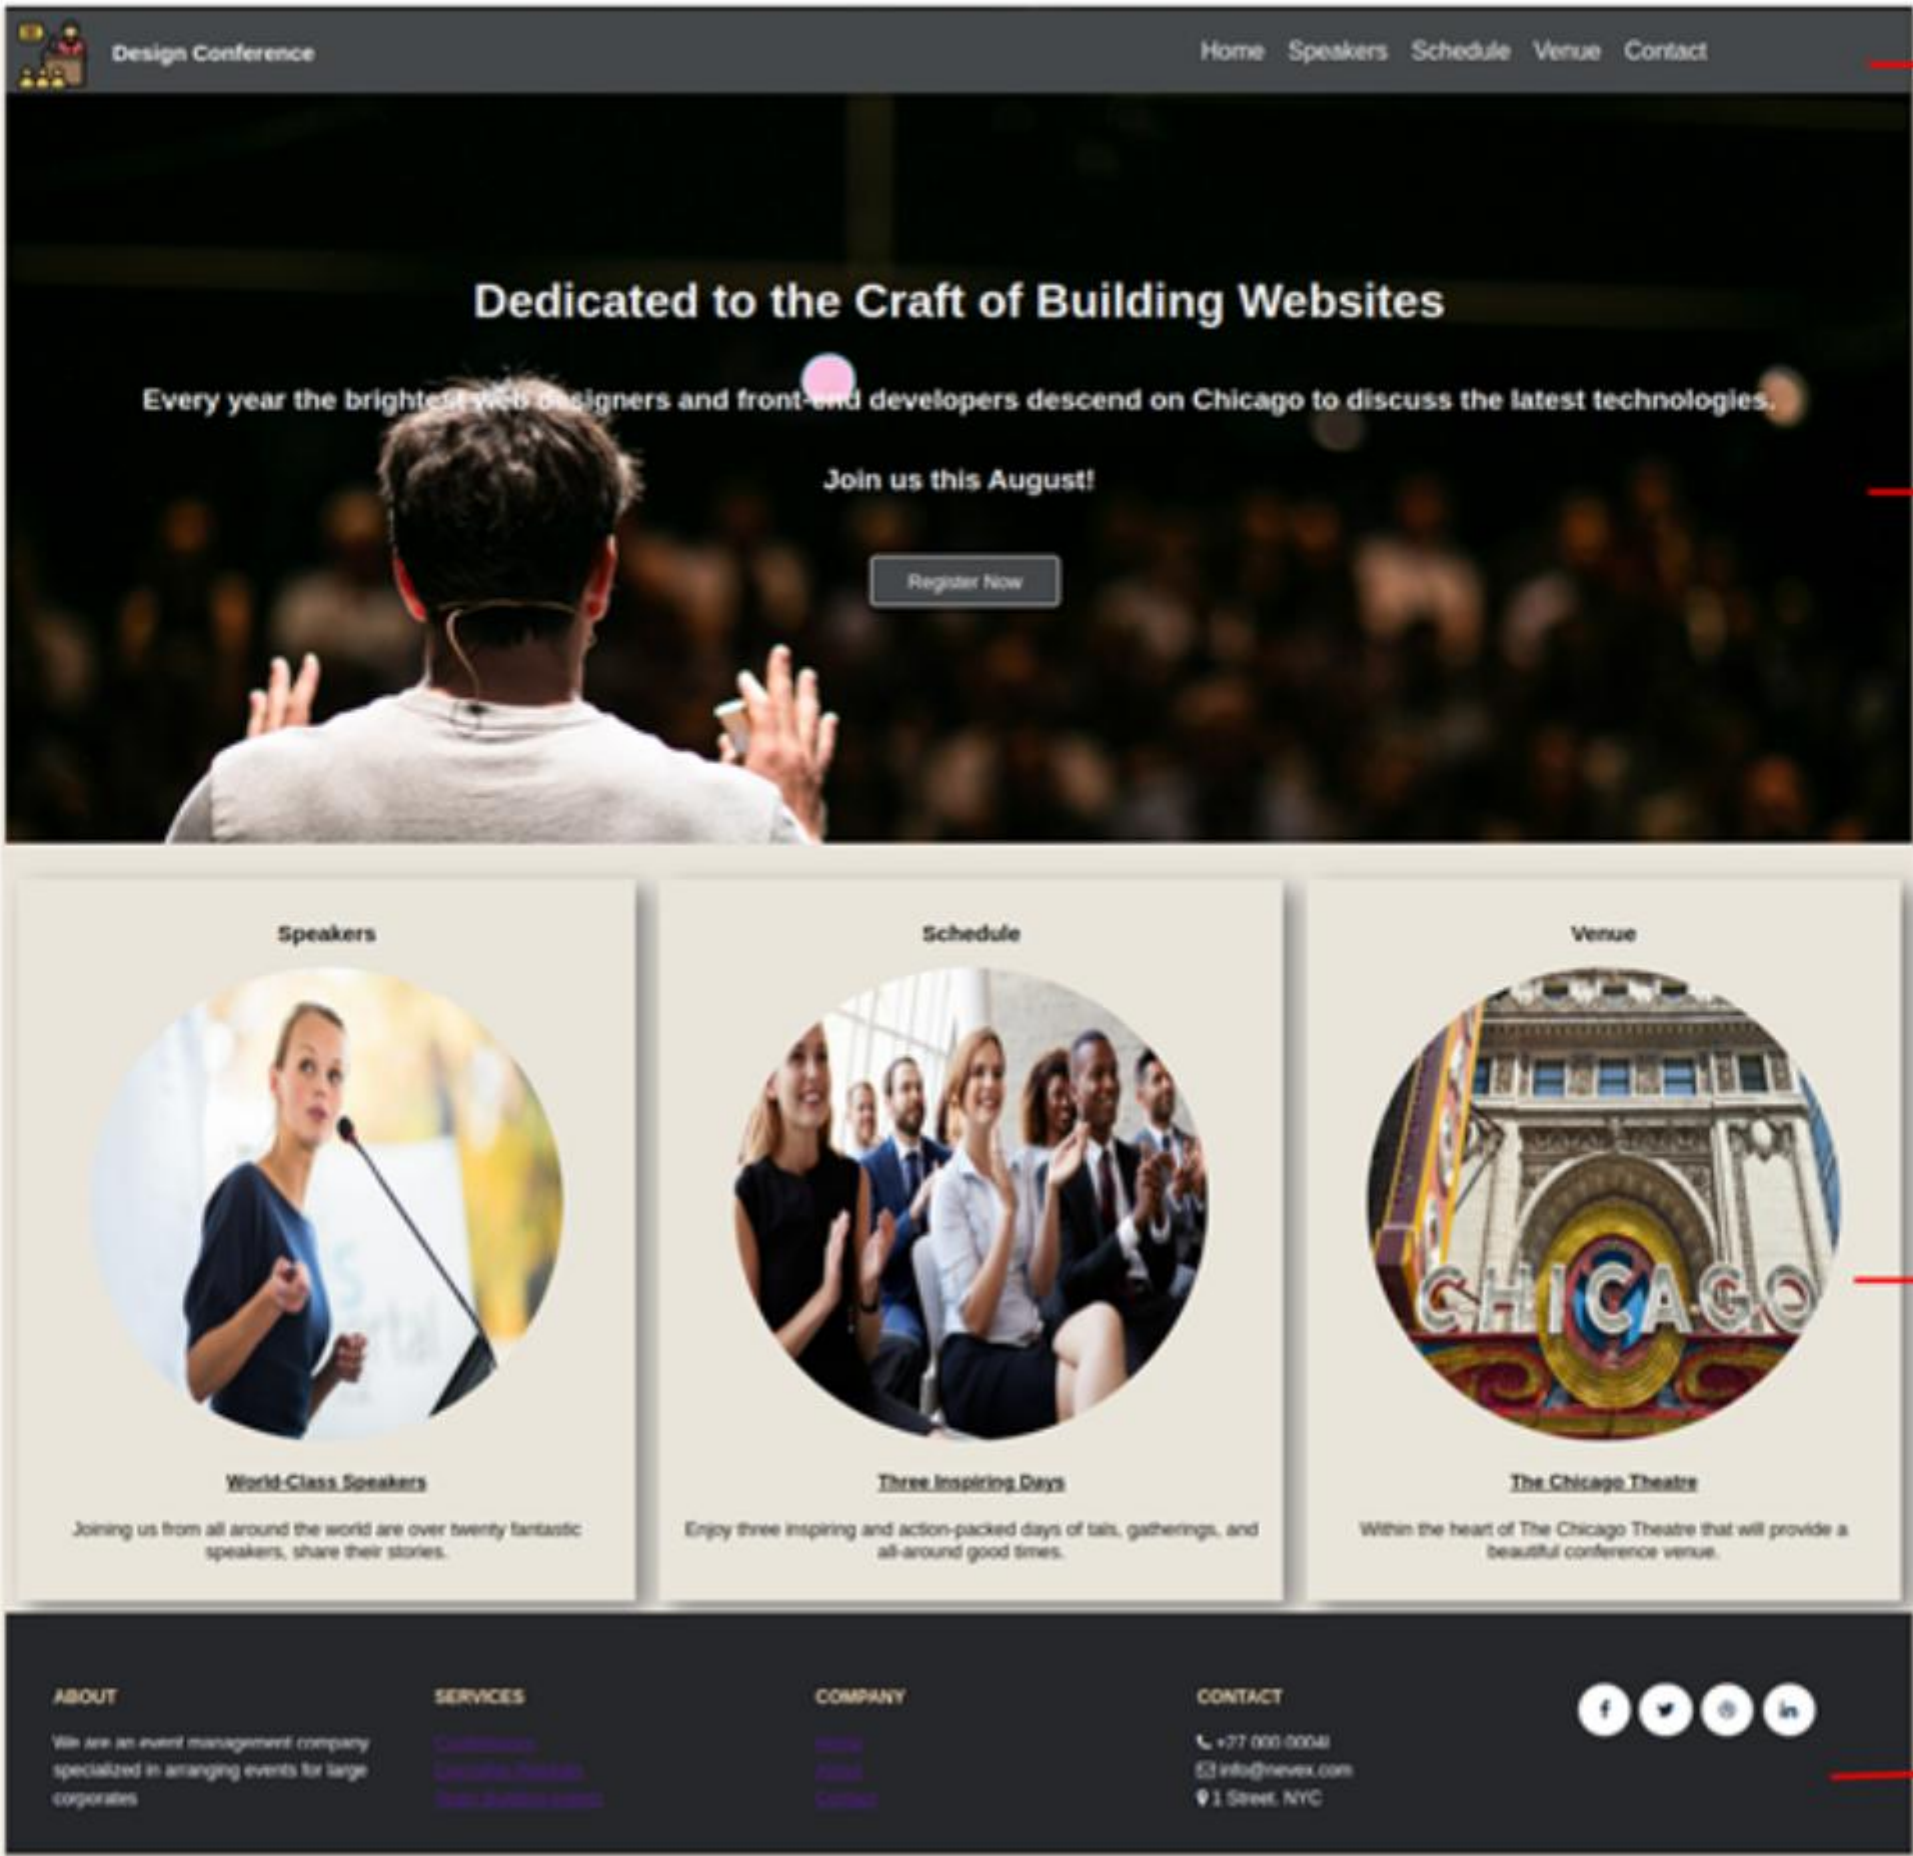 Design Conference
Home Speakers Schedule Venue Contact
Dedicated to the Craft of Building Websites
Every year the brightest web designers and front-end developers descend on Chicago to discuss the latest technologies.
Join us this August!
Register Now
Speakers
World-Class Speakers
Joining us from all around the world are over twenty fantastic
speakers, share their stories.
Schedule
Three Inspiring Days
Enjoy three inspiring and action-packed days of tals, gatherings, and
all-around good times.
Venue
CHICAGO
The Chicago Theatre
Within the heart of The Chicago Theatre that will provide a
beautiful conference venue.
ABOUT
We are an event management company
specialized in arranging events for large
corporates
SERVICES
COMPANY
Contact
CONTACT
+27 000 0004
info@nevex.com
1 Street, NYC
f
in